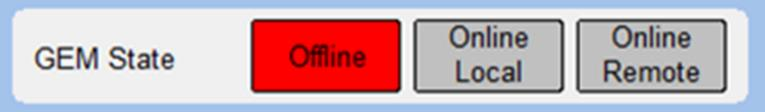 GEM State
Offline
Online
Local
Online
Remote